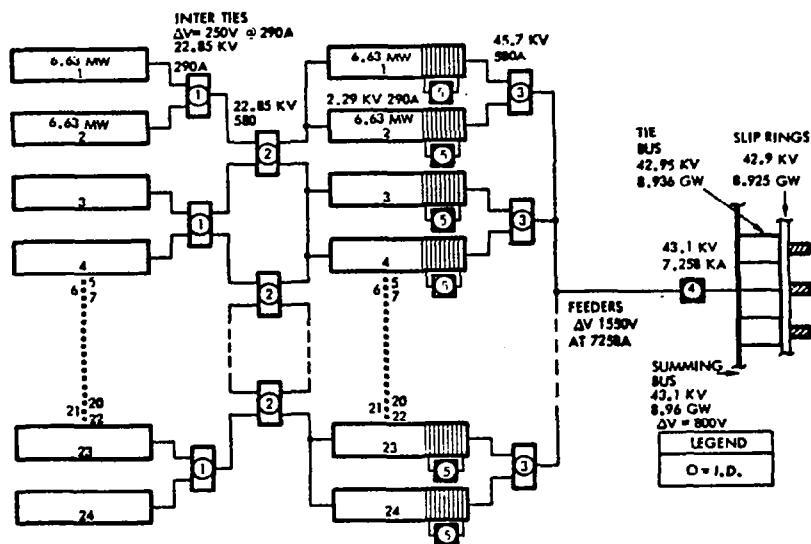 INTER TIES
ΔV= 250V @ 290A
22.85 KV
290A
6.63 MW
1
6.63 MW
2
3
4
6 5
7
21 20
22
23
24
1
1
1
22.85 KV
580
2
2
2
6.63 MW
1
2.29 KV 290A
6.63 MW
2
3
4
6 5
7
21 20
22
23
24
5
5
5
5
5
5
45.7 KV
580A
3
3
3
FEEDERS
ΔV 1550V
AT 7258A
43.1 KV
7.258 KA
4
TIE
BUS
42.95 KV
8.936 GW
SLIP RINGS
42.9 KV
8.925 GW
SUMMING
BUS
43.1 KV
8.96 GW
ΔV = 800V
LEGEND
O = I.D.